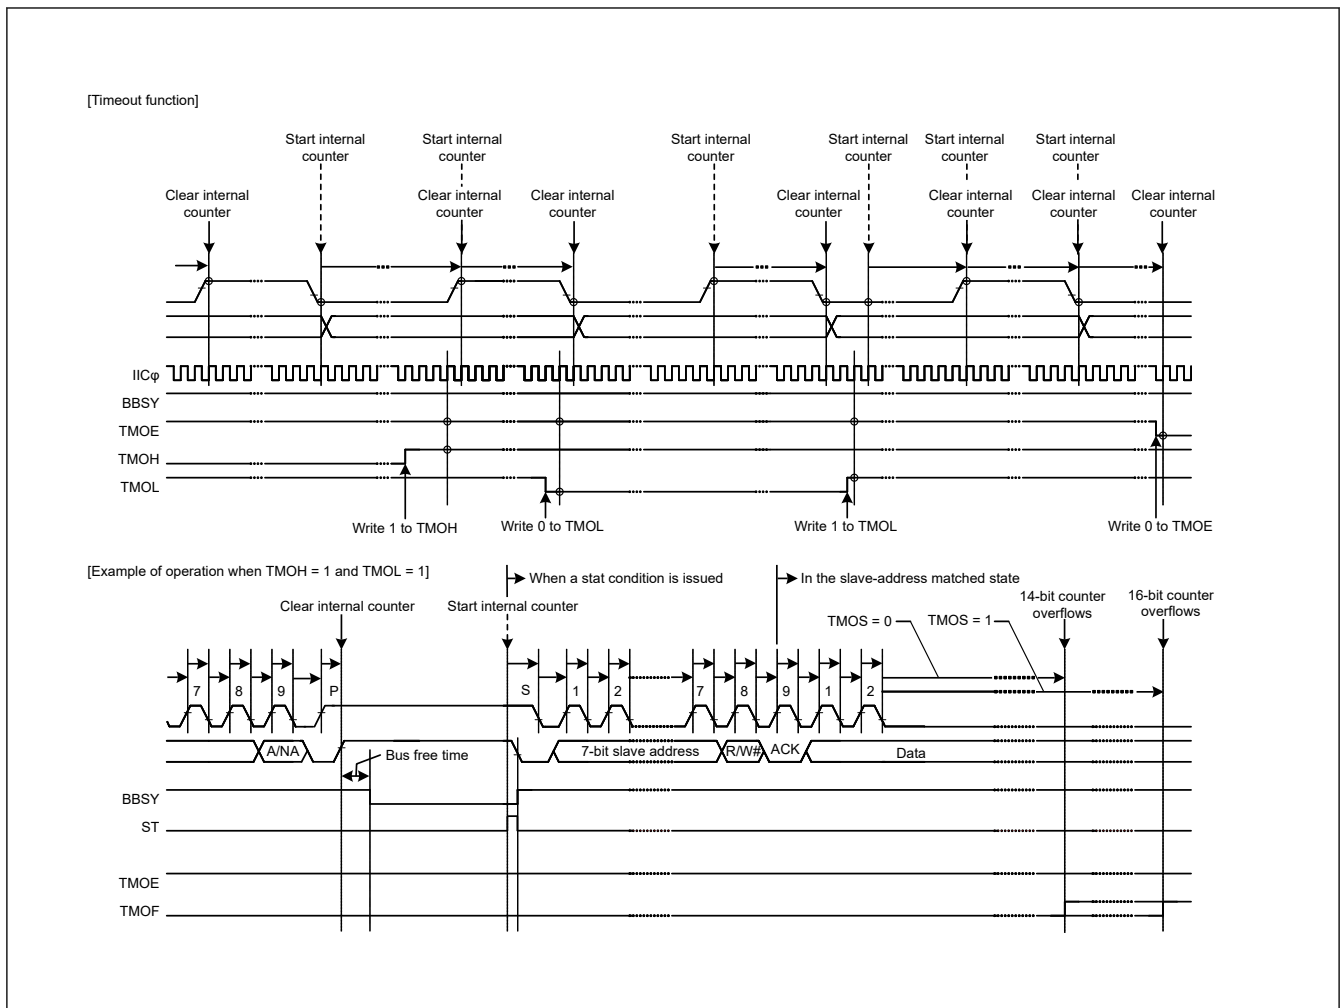 [Timeout function]
Start internal
counter
Start internal
counter
Start internal
counter
Start internal
counter
Start internal
counter
Start internal
counter
Clear internal
counter
Clear internal
counter
Clear internal
counter
Clear internal
counter
Clear internal
counter
Clear internal
counter
Clear internal
counter
IICφ
BBSY
TMOE
TMOH
TMOL
Write 1 to TMOH
Write 0 to TMOL
Write 1 to TMOL
Write 0 to TMOE
[Example of operation when TMOH = 1 and TMOL = 1]
When a stat condition is issued
In the slave-address matched state
Clear internal counter
Start internal counter
14-bit counter
overflows
16-bit counter
overflows
TMOS = 0
TMOS = 1
7 8 9 P S 1 2 7 8 9 1 2
A/NA
7-bit slave address
R/W#
ACK
Data
Bus free time
BBSY
ST
TMOE
TMOF